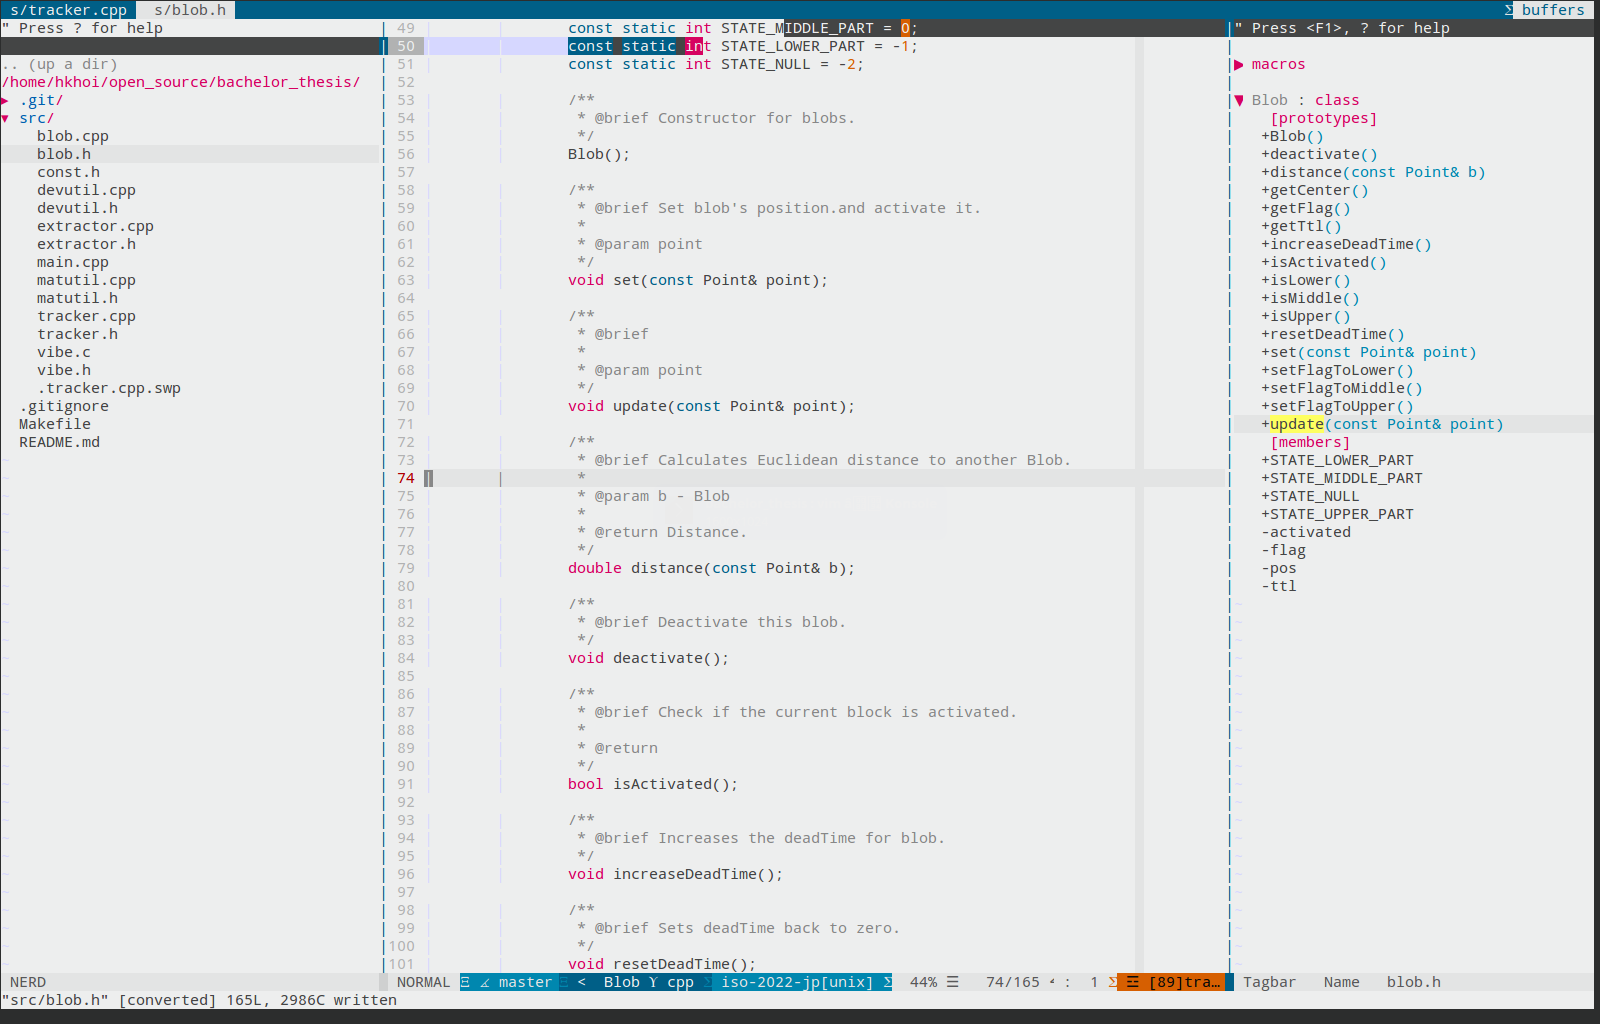 s/tracker.cpp s/blob.h buffers
" Press ? for help
.. (up a dir)
/home/hkhoi/open_source/bachelor_thesis/
▶ .git/
▼ src/
blob.cpp
blob.h
const.h
devutil.cpp
devutil.h
extractor.cpp
extractor.h
main.cpp
matutil.cpp
matutil.h
tracker.cpp
tracker.h
vibe.c
vibe.h
.tracker.cpp.swp
.gitignore
Makefile
README.md
49 const static int STATE_MIDDLE_PART = 0;
50 const static int STATE_LOWER_PART = -1;
51 const static int STATE_NULL = -2;
52
53 /**
54 * @brief Constructor for blobs.
55 */
56 Blob();
57
58 /**
59 * @brief Set blob's position.and activate it.
60 *
61 * @param point
62 */
63 void set(const Point& point);
64
65 /**
66 * @brief
67 *
68 * @param point
69 */
70 void update(const Point& point);
71
72 /**
73 * @brief Calculates Euclidean distance to another Blob.
74 *
75 * @param b - Blob
76 *
77 * @return Distance.
78 */
79 double distance(const Point& b);
80
81 /**
82 * @brief Deactivate this blob.
83 */
84 void deactivate();
85
86 /**
87 * @brief Check if the current block is activated.
88 *
89 * @return
90 */
91 bool isActivated();
92
93 /**
94 * @brief Increases the deadTime for blob.
95 */
96 void increaseDeadTime();
97
98 /**
99 * @brief Sets deadTime back to zero.
100 */
101 void resetDeadTime();
" Press <F1>, ? for help
▶ macros
▼ Blob : class
[prototypes]
+Blob()
+deactivate()
+distance(const Point& b)
+getCenter()
+getFlag()
+getTtl()
+increaseDeadTime()
+isActivated()
+isLower()
+isMiddle()
+isUpper()
+resetDeadTime()
+set(const Point& point)
+setFlagToLower()
+setFlagToMiddle()
+setFlagToUpper()
+update(const Point& point)
[members]
+STATE_LOWER_PART
+STATE_MIDDLE_PART
+STATE_NULL
+STATE_UPPER_PART
-activated
-flag
-pos
-ttl
NERD NORMAL master < Blob cpp iso-2022-jp[unix] 44% ☰ 74/165 : 1 [89]tra… Tagbar Name blob.h
"src/blob.h" [converted] 165L, 2986C written